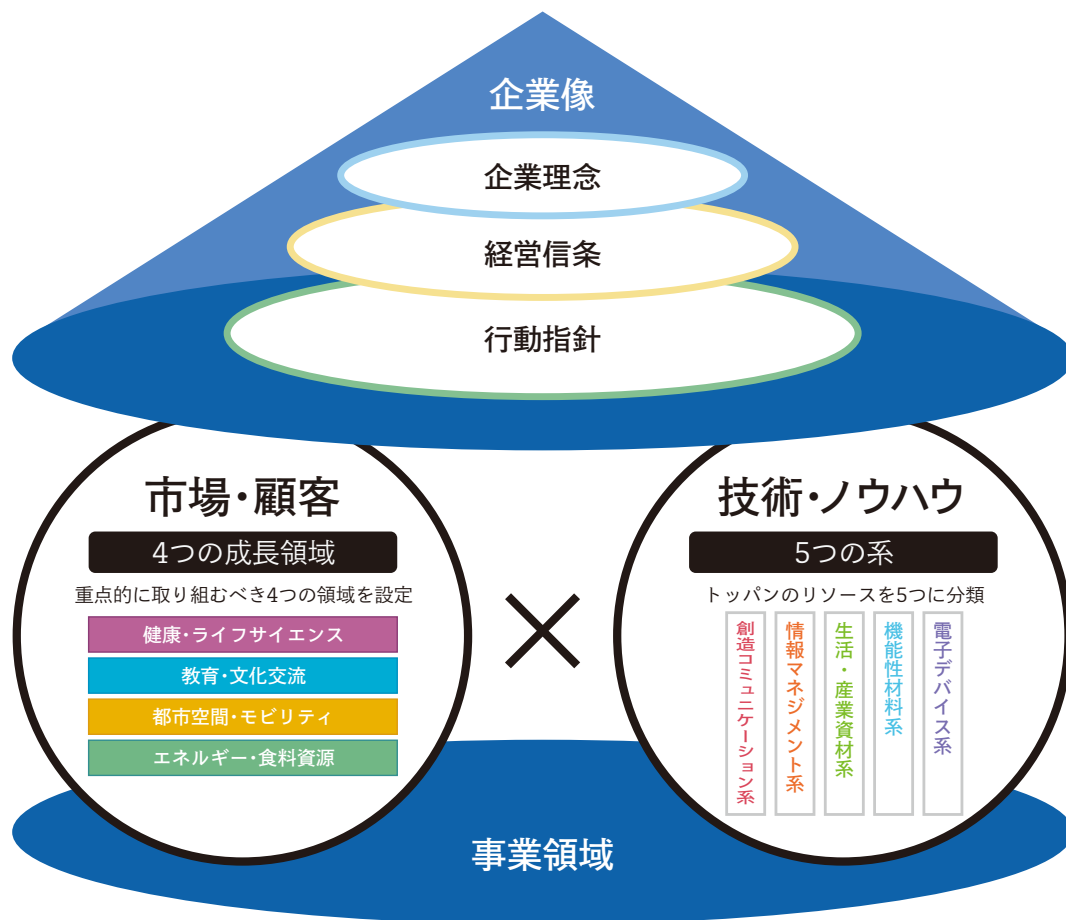 企業像
企業理念
経営信条
行動指針
市場・顧客
4つの成長領域
重点的に取り組むべき4つの領域を設定
健康・ライフサイエンス
教育・文化交流
都市空間・モビリティ
エネルギー・食料資源
×
技術・ノウハウ
5つの系
トッパンのリソースを5つに分類
創造コミュニケーション系
情報マネジメント系
生活・産業資材系
機能性材料系
電子デバイス系
事業領域